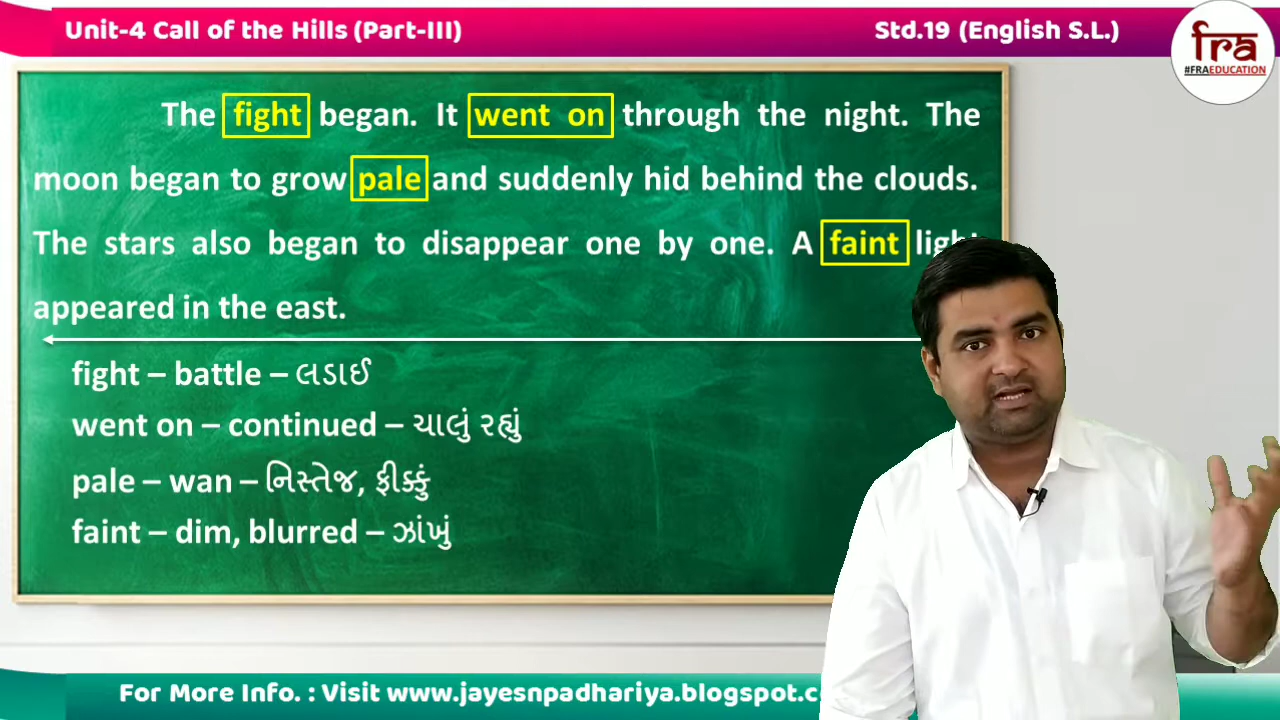 Unit-4 Call of the Hills (Part-III)
Std.19 (English S.L.)
fra
#FRAEDUCATION
The fight began. It went on through the night. The
moon began to grow pale and suddenly hid behind the clouds.
The stars also began to disappear one by one. A faint light
appeared in the east.
fight – battle – લડાઈ
went on – continued – ચાલું રહ્યું
pale – wan – નિસ્તેજ, ફીક્કું
faint – dim, blurred – ઝાંખું
For More Info. : Visit www.jayesnpadhariya.blogspot.c